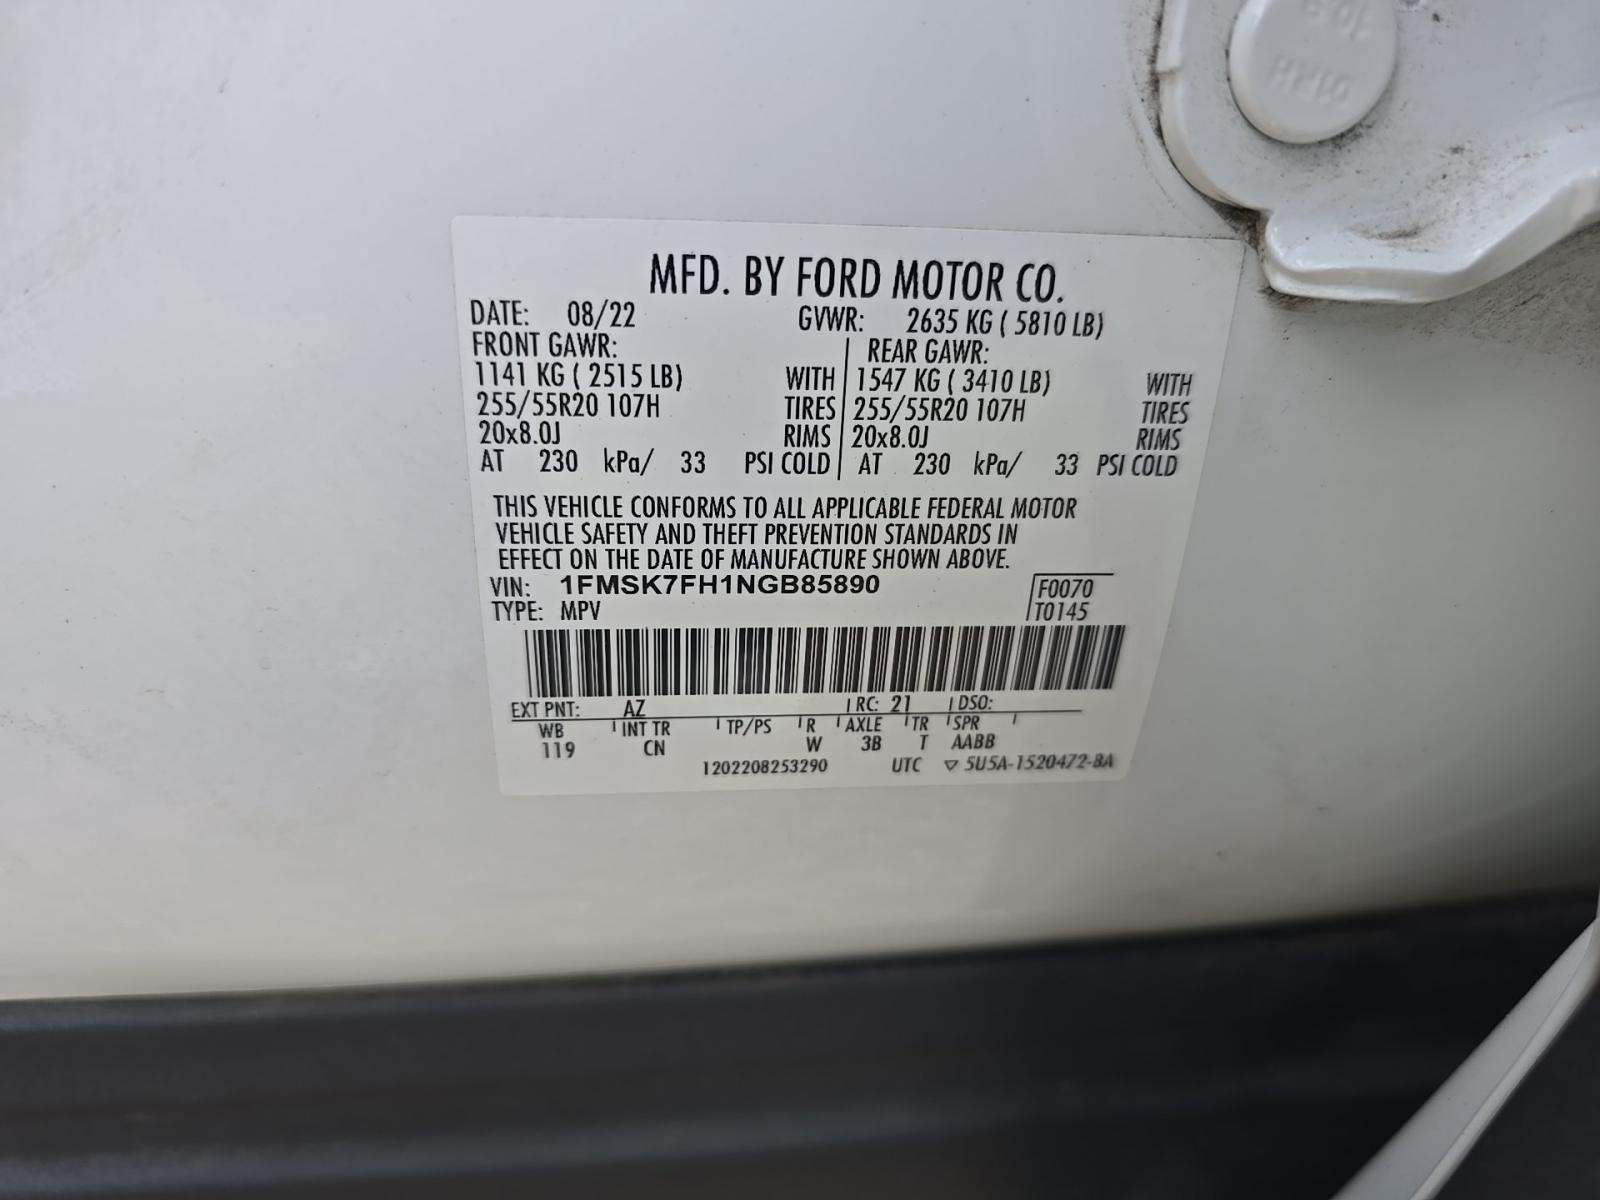 MFD. BY FORD MOTOR CO.
DATE: 08/22 GVWR: 2635 KG ( 5810 LB)
FRONT GAWR: REAR GAWR:
1141 KG ( 2515 LB) WITH 1547 KG ( 3410 LB) WITH
255/55R20 107H TIRES 255/55R20 107H TIRES
20x8.0J RIMS 20x8.0J RIMS
AT 230 kPa/ 33 PSI COLD AT 230 kPa/ 33 PSI COLD
THIS VEHICLE CONFORMS TO ALL APPLICABLE FEDERAL MOTOR
VEHICLE SAFETY AND THEFT PREVENTION STANDARDS IN
EFFECT ON THE DATE OF MANUFACTURE SHOWN ABOVE.
VIN: 1FMSK7FH1NGB85890 F0070
TYPE: MPV T0145
EXT PNT: AZ RC: 21 DSO:
WB INT TR TP/PS R AXLE TR SPR
119 CN W 3B T AABB
1202208253290 UTC ▽ 5U5A-1520472-BA